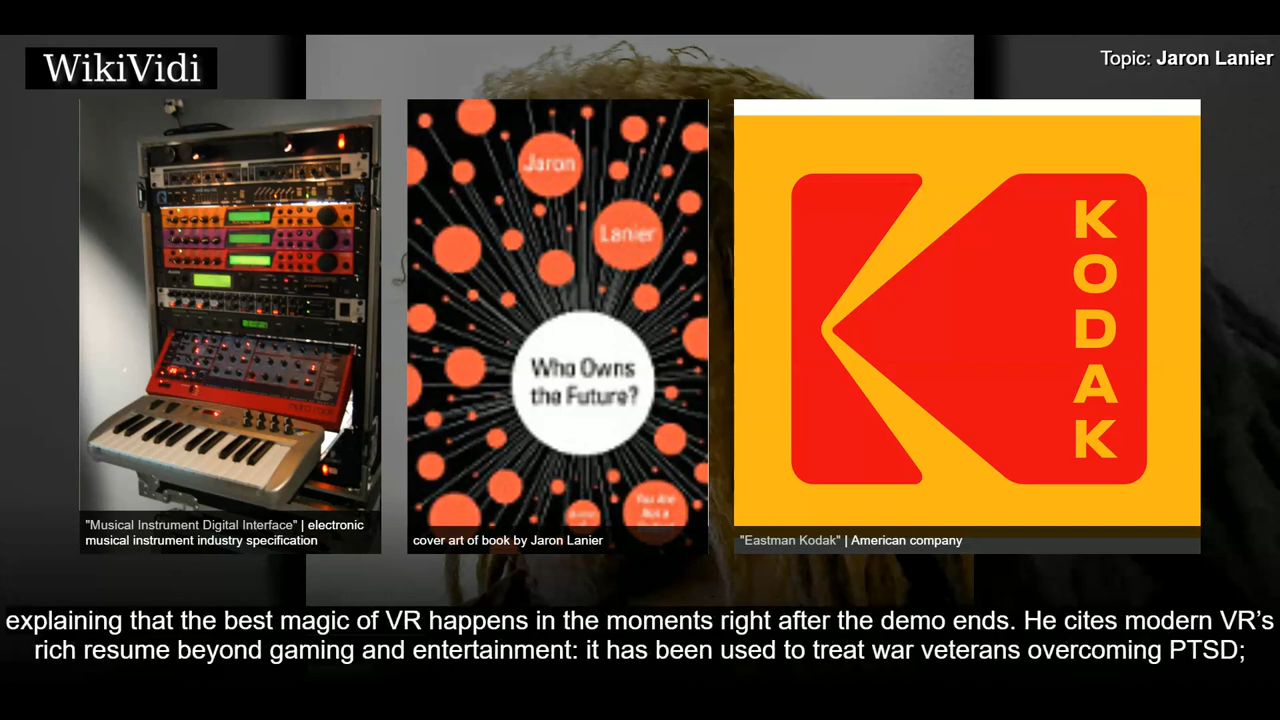 WikiVidi
Topic: Jaron Lanier
Jaron
Lanier
Who Owns
the Future?
You Are
Not a
KODAK
"Musical Instrument Digital Interface" | electronic
musical instrument industry specification
cover art of book by Jaron Lanier
"Eastman Kodak" | American company
explaining that the best magic of VR happens in the moments right after the demo ends. He cites modern VR’s
rich resume beyond gaming and entertainment: it has been used to treat war veterans overcoming PTSD;